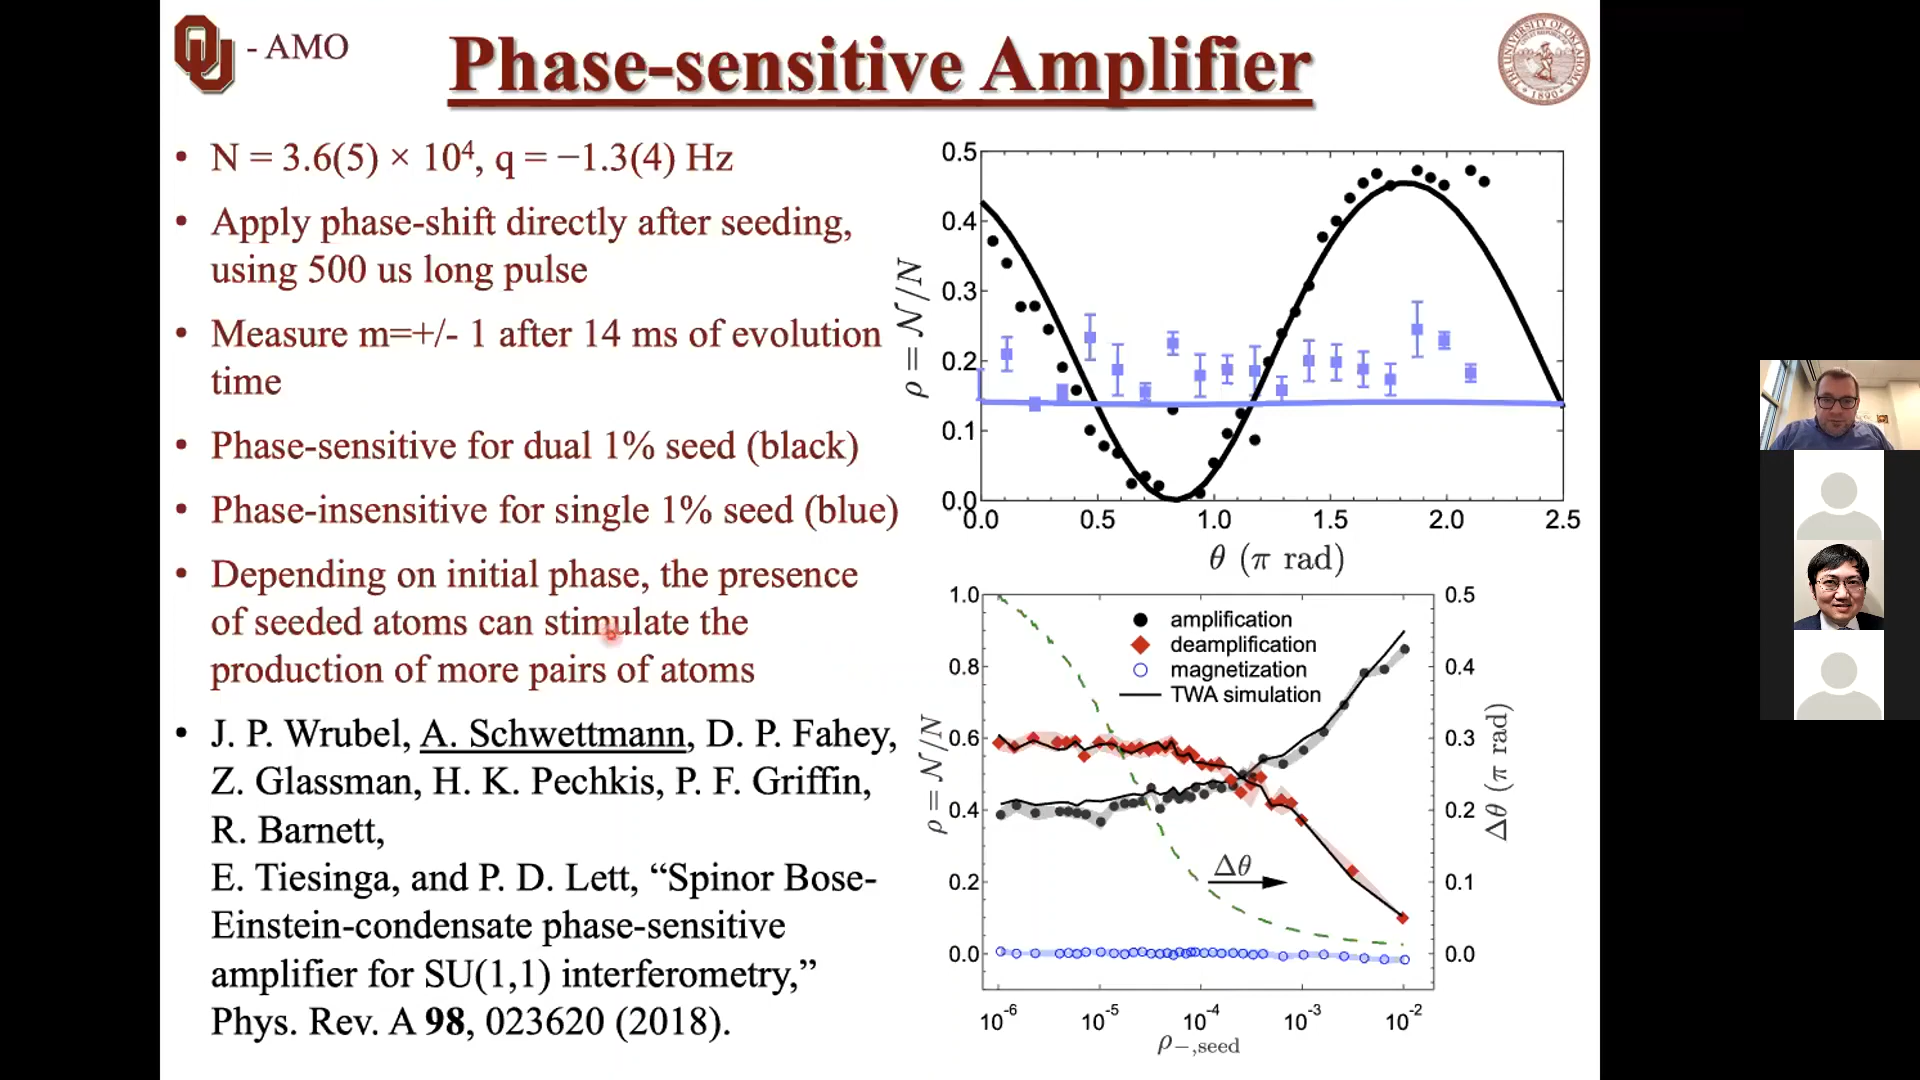 OU - AMO
Phase-sensitive Amplifier
THE UNIVERSITY OF OKLAHOMA
1890
• N = 3.6(5) × 10⁴, q = −1.3(4) Hz
• Apply phase-shift directly after seeding,
using 500 us long pulse
• Measure m=+/- 1 after 14 ms of evolution
time
• Phase-sensitive for dual 1% seed (black)
• Phase-insensitive for single 1% seed (blue)
• Depending on initial phase, the presence
of seeded atoms can stimulate the
production of more pairs of atoms
• J. P. Wrubel, A. Schwettmann, D. P. Fahey,
Z. Glassman, H. K. Pechkis, P. F. Griffin,
R. Barnett,
E. Tiesinga, and P. D. Lett, “Spinor Bose-
Einstein-condensate phase-sensitive
amplifier for SU(1,1) interferometry,”
Phys. Rev. A 98, 023620 (2018).
0.5
0.4
0.3
0.2
0.1
0.0
ρ = 𝒩/N
0.0 0.5 1.0 1.5 2.0 2.5
θ (π rad)
1.0
0.8
0.6
0.4
0.2
0.0
ρ = 𝒩/N
amplification
deamplification
magnetization
TWA simulation
Δθ
0.5
0.4
0.3
0.2
0.1
0.0
Δθ (π rad)
10⁻⁶ 10⁻⁵ 10⁻⁴ 10⁻³ 10⁻²
ρ₋,seed